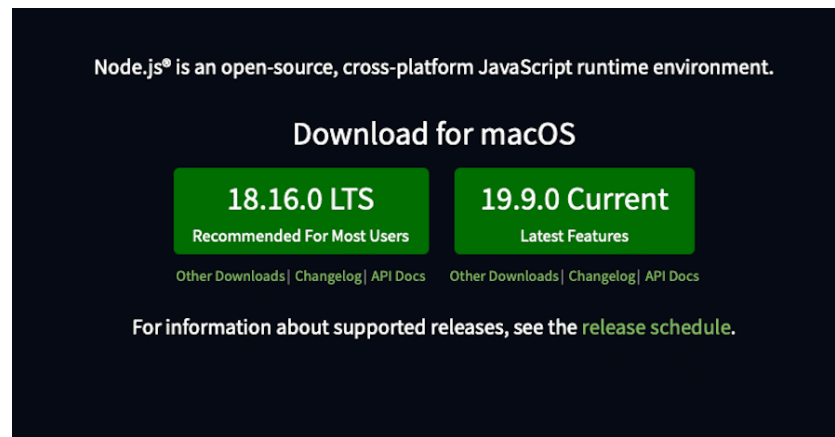 Node.js® is an open-source, cross-platform JavaScript runtime environment.
Download for macOS
18.16.0 LTS
Recommended For Most Users
19.9.0 Current
Latest Features
Other Downloads| Changelog| API Docs
Other Downloads| Changelog| API Docs
For information about supported releases, see the release schedule.